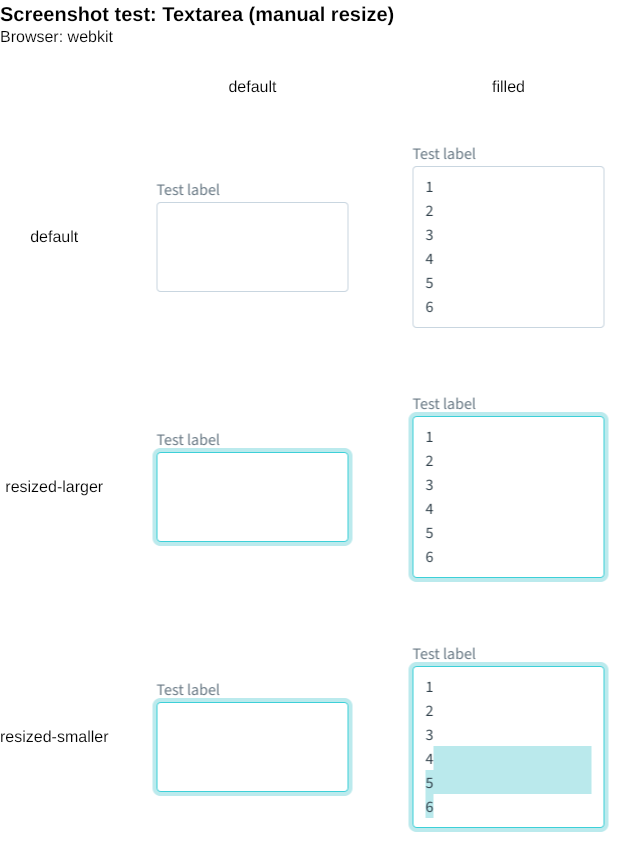 Screenshot test: Textarea (manual resize)
Browser: webkit
default filled
default
Test label
Test label
1
2
3
4
5
6
resized-larger
Test label
Test label
1
2
3
4
5
6
resized-smaller
Test label
Test label
1
2
3
4
5
6